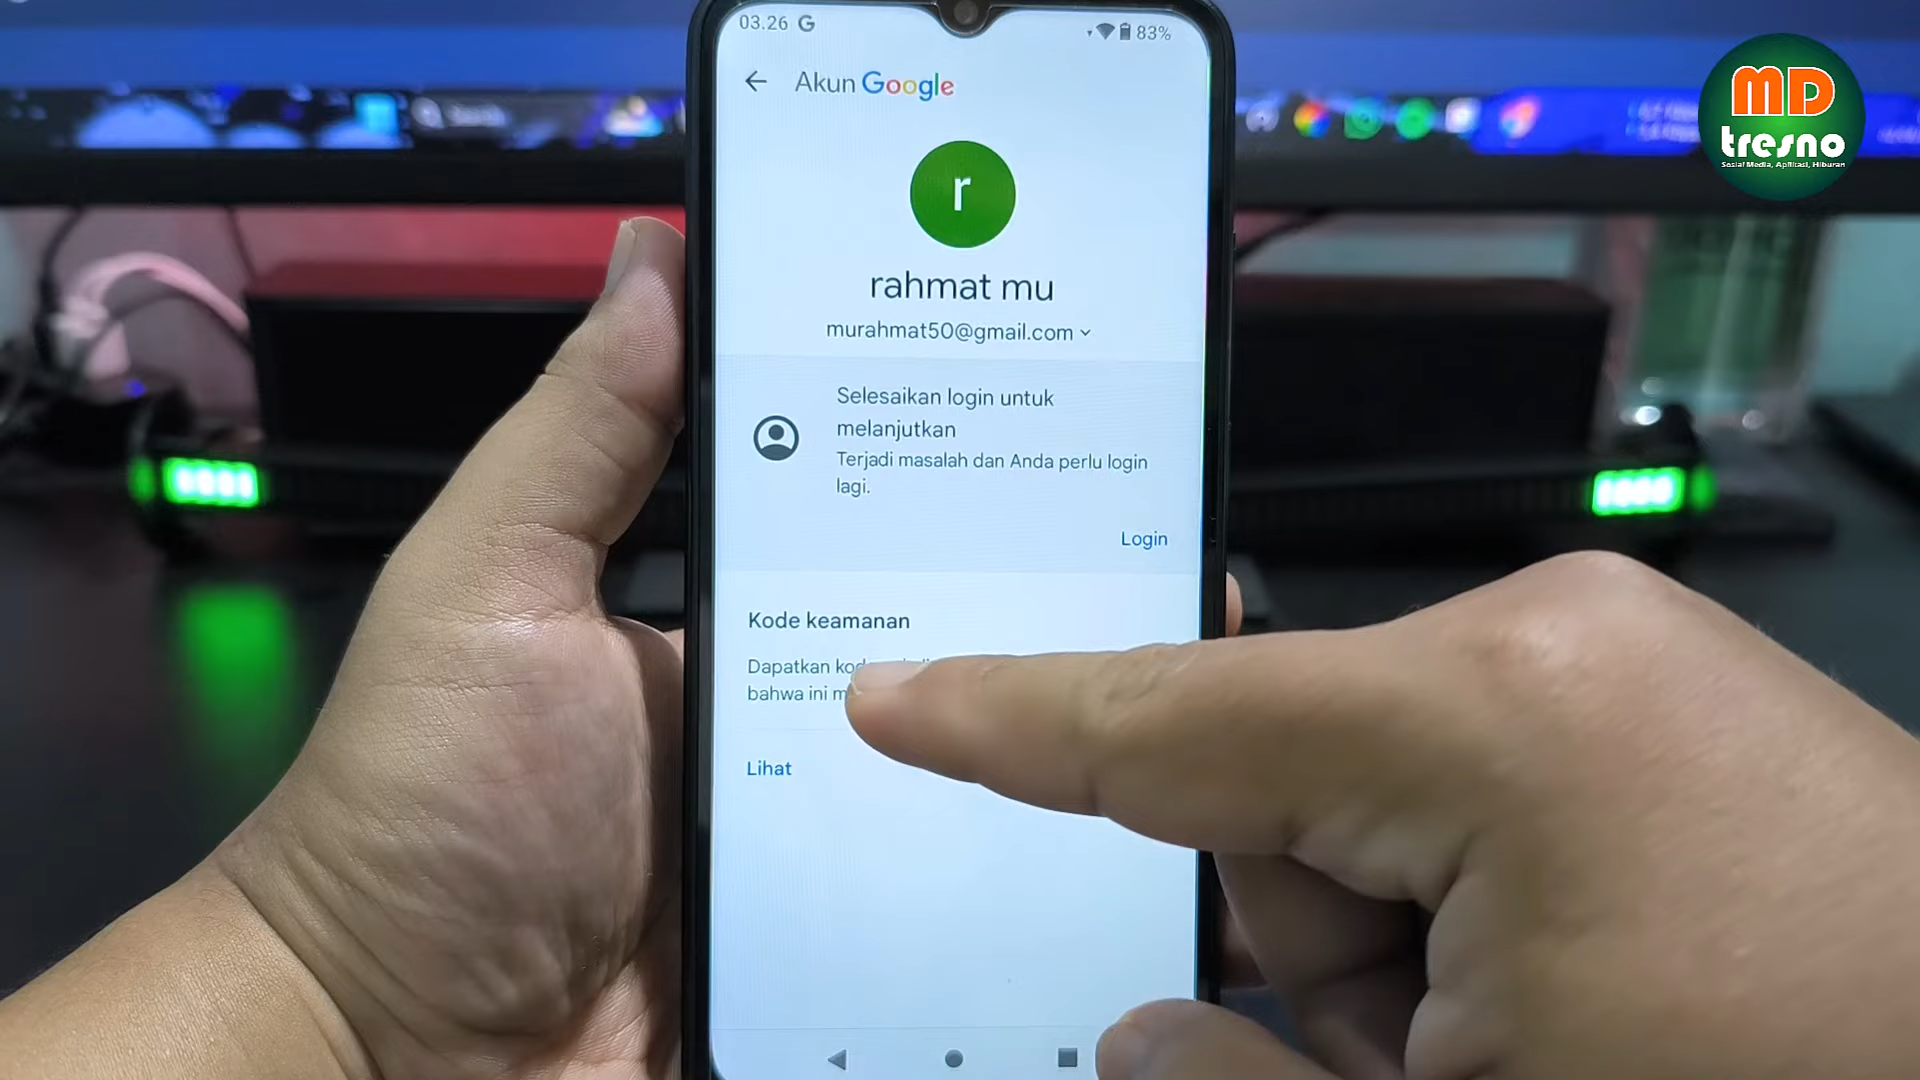 03.26 G
83%
Akun Google
r
rahmat mu
murahmat50@gmail.com
Selesaikan login untuk
melanjutkan
Terjadi masalah dan Anda perlu login
lagi.
Login
Kode keamanan
Dapatkan
bahwa ini
Lihat
MD
tresno
Sosial Media, Aplikasi, Hiburan
Search